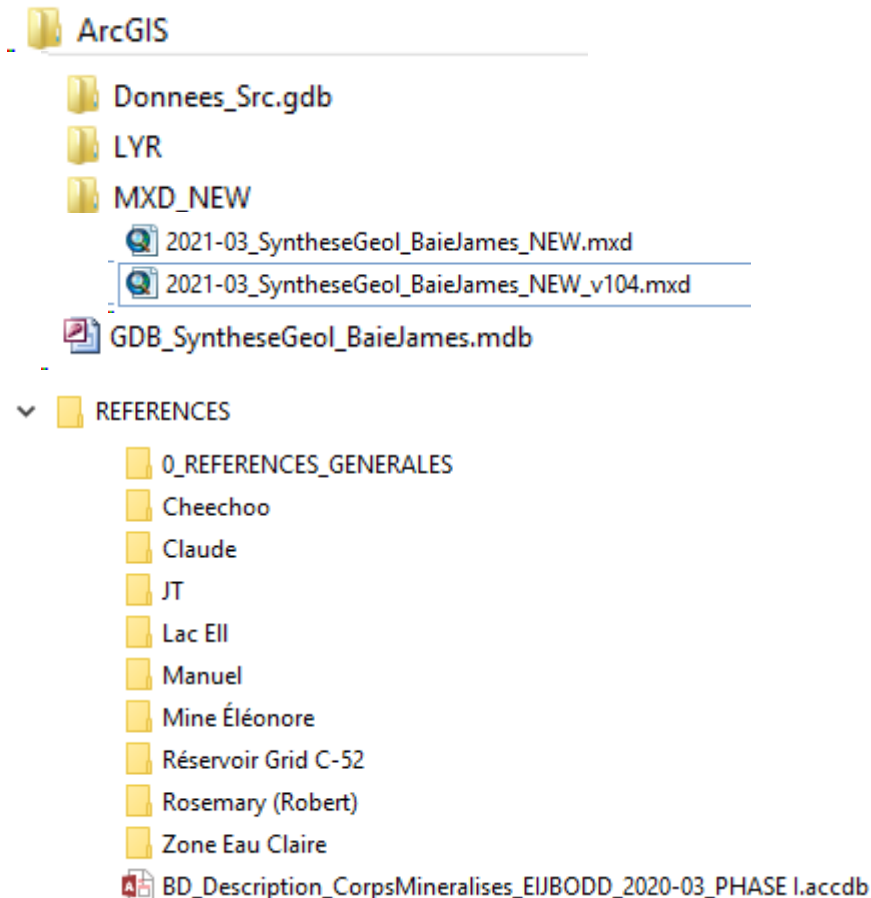 ArcGIS
Donnees_Src.gdb
LYR
MXD_NEW
2021-03_SyntheseGeol_BaieJames_NEW.mxd
2021-03_SyntheseGeol_BaieJames_NEW_v104.mxd
GDB_SyntheseGeol_BaieJames.mdb
REFERENCES
0_REFERENCES_GENERALES
Cheechoo
Claude
JT
Lac Ell
Manuel
Mine Éléonore
Réservoir Grid C-52
Rosemary (Robert)
Zone Eau Claire
BD_Description_CorpsMineralises_EIJBODD_2020-03_PHASE I.accdb